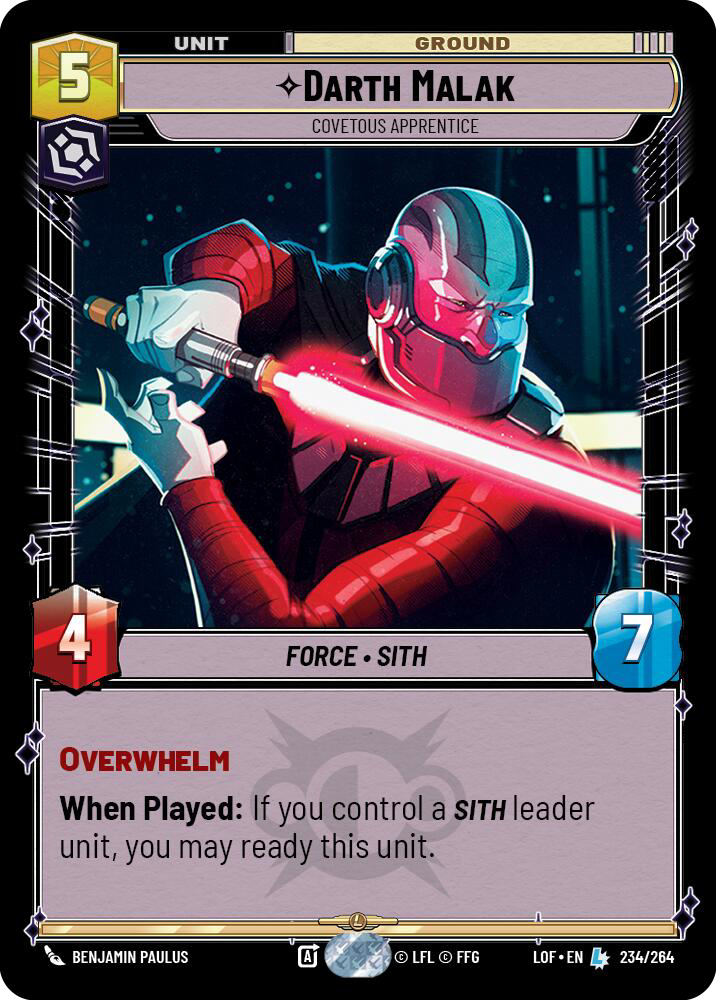 UNIT GROUND
5
✧DARTH MALAK
COVETOUS APPRENTICE
4
FORCE • SITH
7
OVERWHELM
When Played: If you control a SITH leader
unit, you may ready this unit.
BENJAMIN PAULUS A © LFL © FFG LOF • EN L 234/264